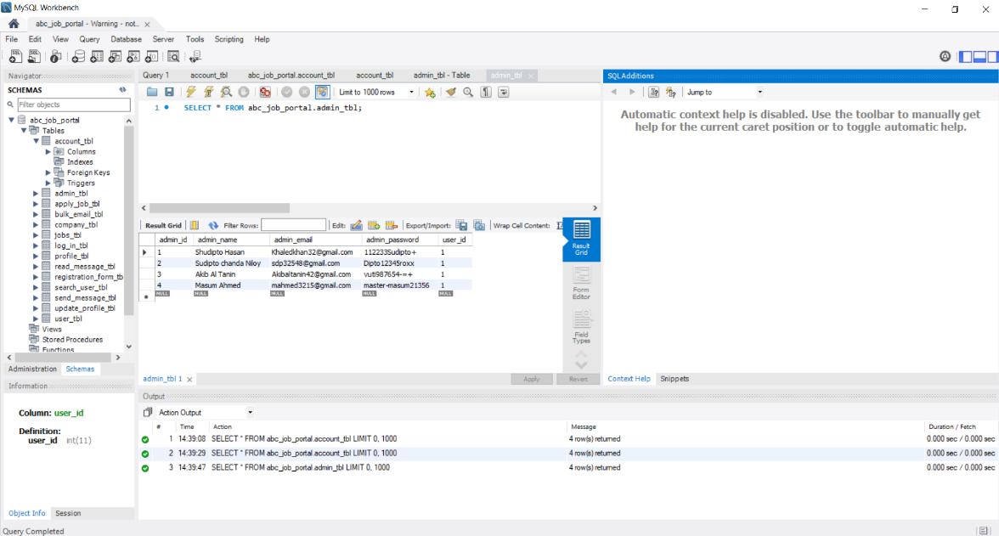 MySQL Workbench
abc_job_portal - Warning - not...
File Edit View Query Database Server Tools Scripting Help
Navigator
SCHEMAS
Filter objects
abc_job_portal
Tables
account_tbl
Columns
Indexes
Foreign Keys
Triggers
admin_tbl
apply_job_tbl
bulk_email_tbl
company_tbl
jobs_tbl
log_in_tbl
profile_tbl
read_message_tbl
registration_form_tb
search_user_tbl
send_message_tbl
update_profile_tbl
user_tbl
Views
Stored Procedures
Functions
Administration Schemas
Information
Column: user_id
Definition:
user_id int(11)
Object Info Session
Query Completed
Query 1 account_tbl abc_job_portal.account_tbl account_tbl admin_tbl - Table admin_tbl
Limit to 1000 rows
1 SELECT * FROM abc_job_portal.admin_tbl;
Result Grid Filter Rows: Edit: Export/Import: Wrap Cell Content:
admin_id admin_name admin_email admin_password user_id
1 Shudipto Hasan Khaledkhan32@gmail.com 112233Sudipto+ 1
2 Sudipto chanda Niloy sdp32548@gmail.com Dipto12345roxx 1
3 Akib Al Tanin Akibaltanin42@gmail.com vuti987654-=+ 1
4 Masum Ahmed mahmed3215@gmail.com master-masum21356 1
NULL NULL NULL NULL NULL
Result Grid
Form Editor
Field Types
admin_tbl 1 Apply Revert
SQLAdditions
Jump to
Automatic context help is disabled. Use the toolbar to manually get
help for the current caret position or to toggle automatic help.
Context Help Snippets
Output
Action Output
# Time Action Message Duration / Fetch
1 14:39:08 SELECT * FROM abc_job_portal.account_tbl LIMIT 0, 1000 4 row(s) returned 0.000 sec / 0.000 sec
2 14:39:29 SELECT * FROM abc_job_portal.account_tbl LIMIT 0, 1000 4 row(s) returned 0.000 sec / 0.000 sec
3 14:39:47 SELECT * FROM abc_job_portal.admin_tbl LIMIT 0, 1000 4 row(s) returned 0.000 sec / 0.000 sec